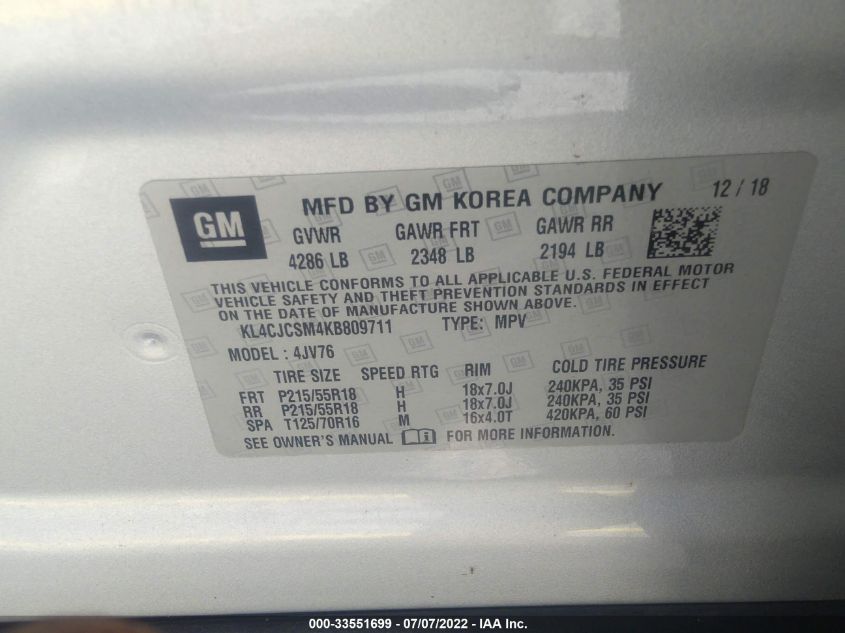 GM
MFD BY GM KOREA COMPANY 12 / 18
GVWR GAWR FRT GAWR RR
4286 LB 2348 LB 2194 LB
THIS VEHICLE CONFORMS TO ALL APPLICABLE U.S. FEDERAL MOTOR
VEHICLE SAFETY AND THEFT PREVENTION STANDARDS IN EFFECT
ON THE DATE OF MANUFACTURE SHOWN ABOVE.
KL4CJCSM4KB809711 TYPE: MPV
MODEL : 4JV76
TIRE SIZE SPEED RTG RIM COLD TIRE PRESSURE
FRT P215/55R18 H 18x7.0J 240KPA, 35 PSI
RR P215/55R18 H 18x7.0J 240KPA, 35 PSI
SPA T125/70R16 M 16x4.0T 420KPA, 60 PSI
SEE OWNER'S MANUAL FOR MORE INFORMATION.
000-33551699 - 07/07/2022 - IAA Inc.